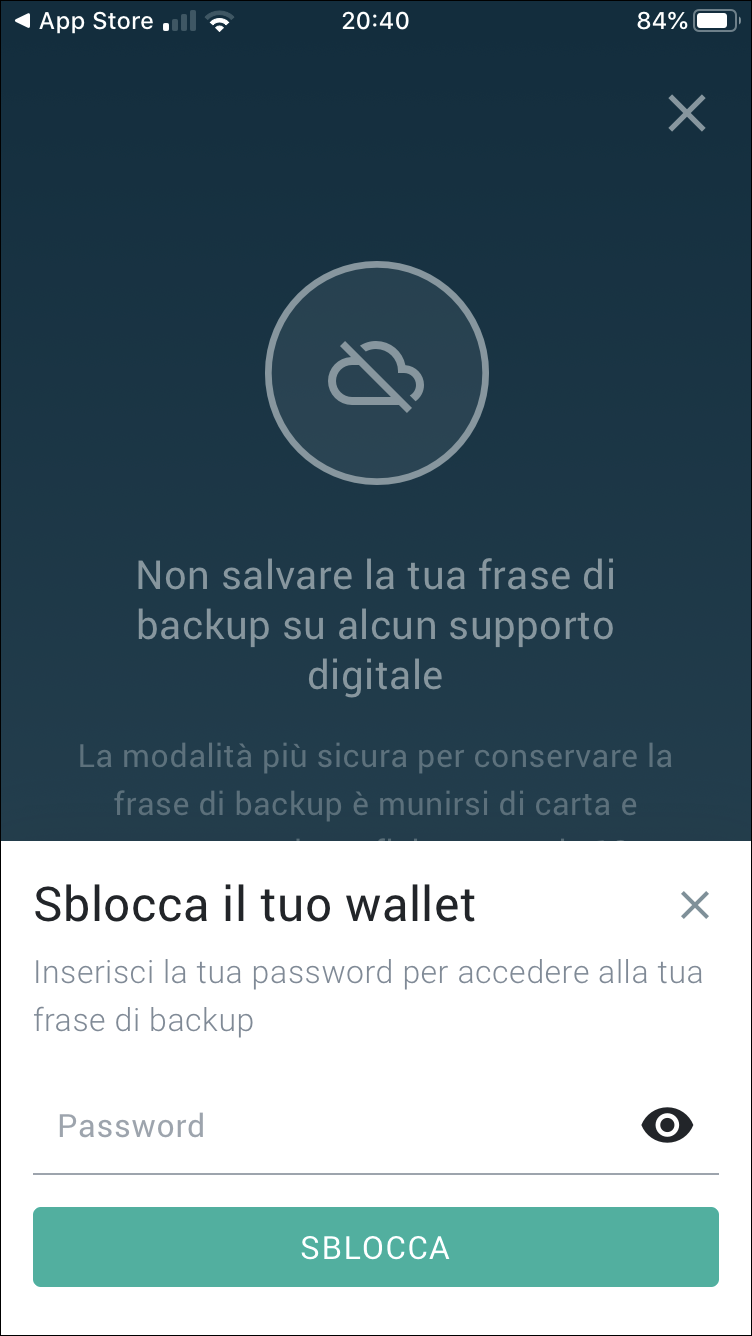 App Store 20:40 84%
Non salvare la tua frase di
backup su alcun supporto
digitale
La modalità più sicura per conservare la
frase di backup è munirsi di carta e
Sblocca il tuo wallet
Inserisci la tua password per accedere alla tua
frase di backup
Password
SBLOCCA